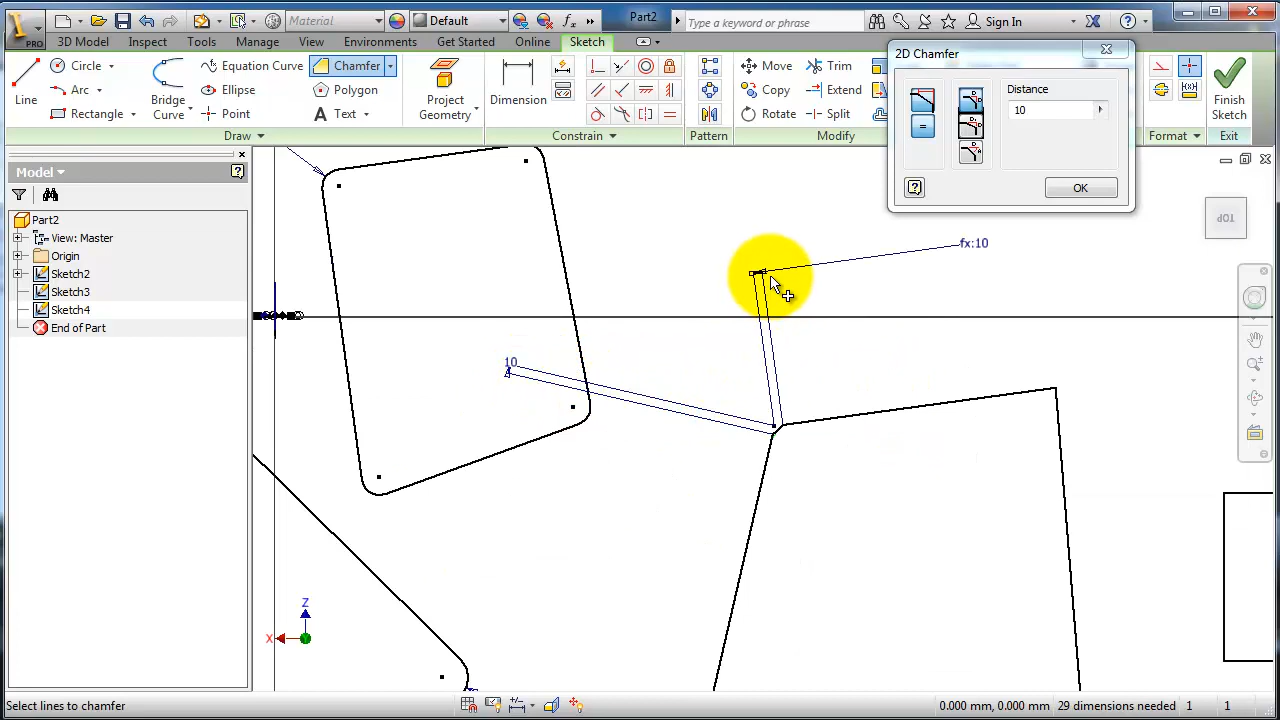 Material
Default
Part2
Type a keyword or phrase
Sign In
PRO
3D Model
Inspect
Tools
Manage
View
Environments
Get Started
Online
Sketch
Line
Circle
Arc
Rectangle
Bridge
Curve
Equation Curve
Ellipse
Point
Chamfer
Polygon
Text
Project
Geometry
Dimension
Move
Copy
Rotate
Trim
Extend
Split
Finish
Sketch
Draw
Constrain
Pattern
Modify
Format
Exit
2D Chamfer
Distance
10
OK
Model
Part2
View: Master
Origin
Sketch2
Sketch3
Sketch4
End of Part
TOP
fx:10
10
Z
X
Select lines to chamfer
0.000 mm, 0.000 mm
29 dimensions needed
1
1